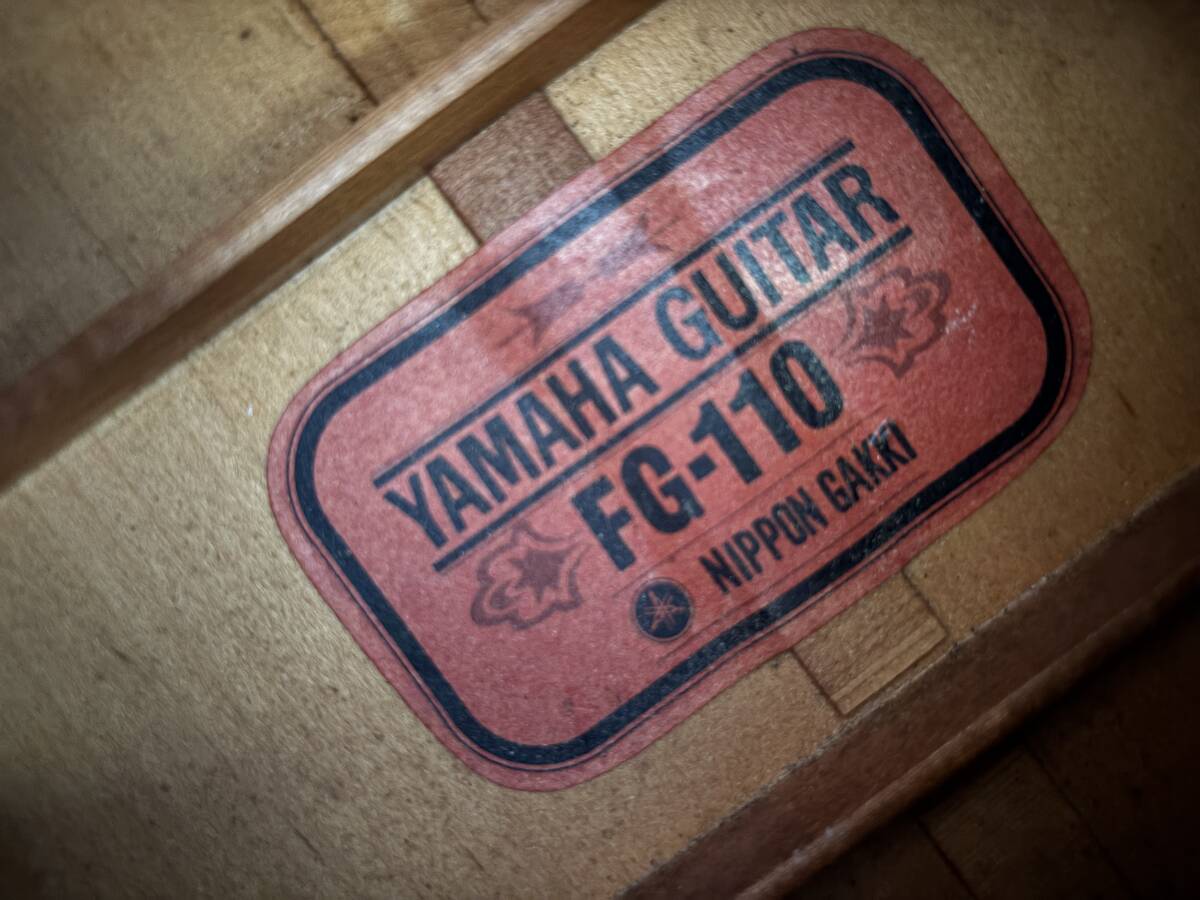 YAMAHA GUITAR
FG-110
NIPPON GAKKI